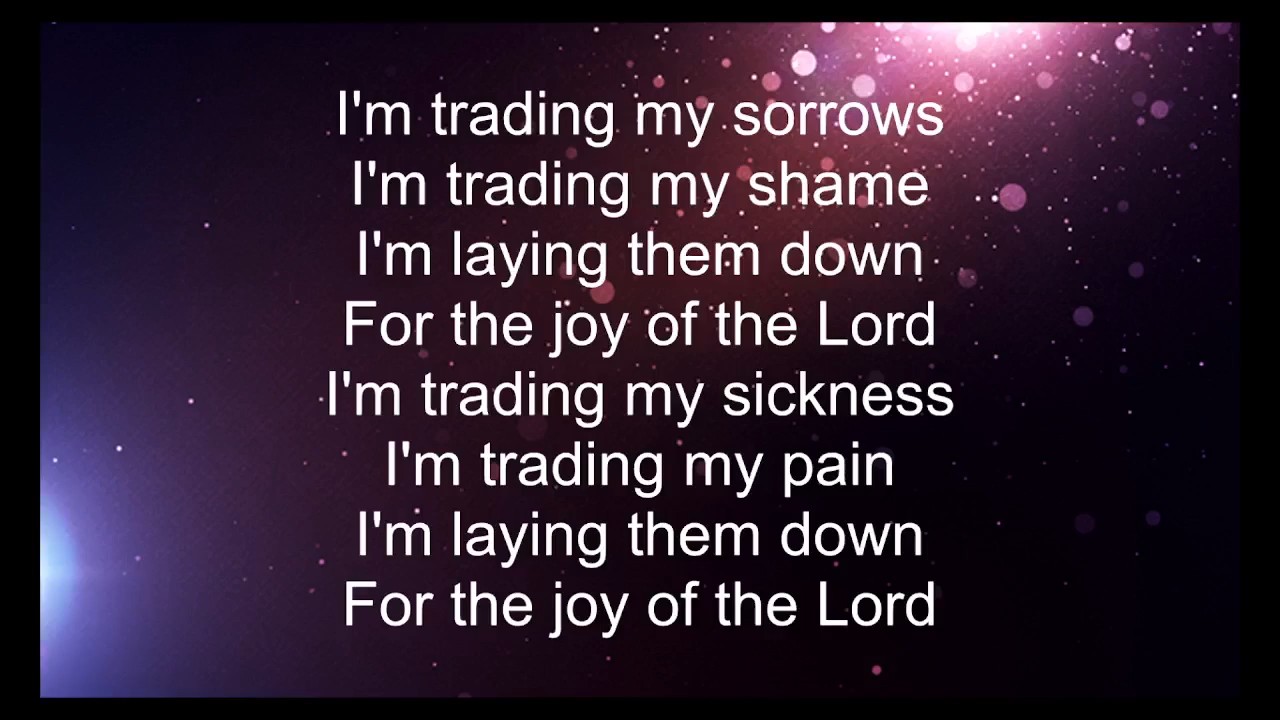 I'm trading my sorrows
I'm trading my shame
I'm laying them down
For the joy of the Lord
I'm trading my sickness
I'm trading my pain
I'm laying them down
For the joy of the Lord